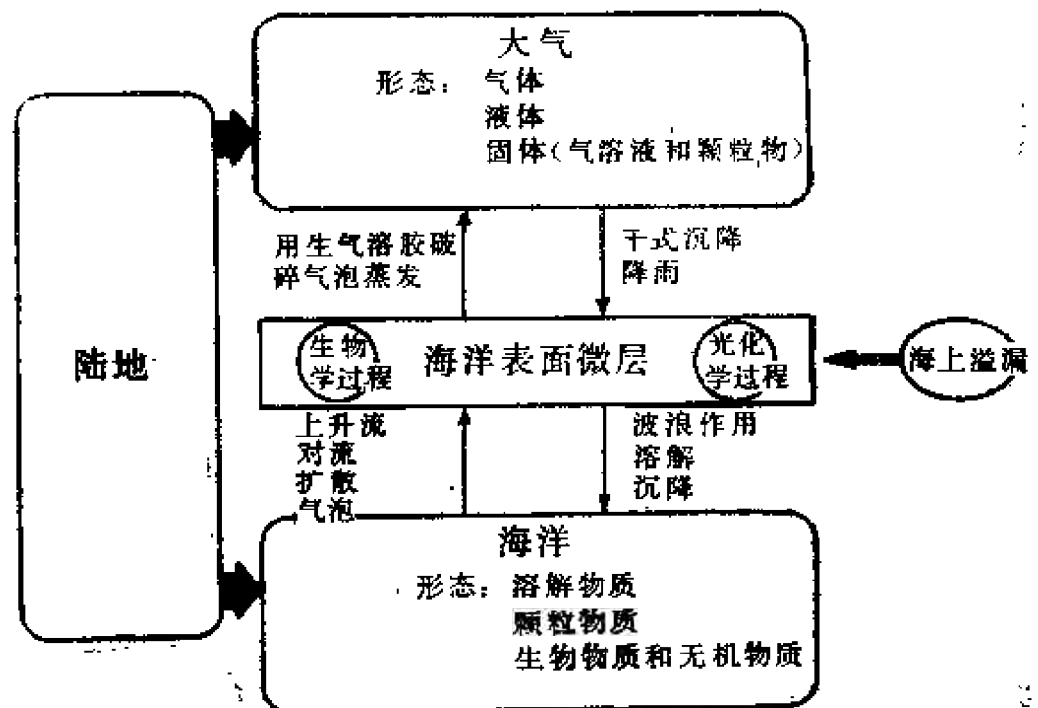 大气
形态：气体
液体
固体（气溶液和颗粒物）
用生气溶胶破
碎气泡蒸发
干式沉降
降雨
陆地
生物
学过程
海洋表面微层
光化
学过程
海上溢漏
上升流
对流
扩散
气泡
波浪作用
溶解
沉降
海洋
形态：溶解物质
颗粒物质
生物物质和无机物质